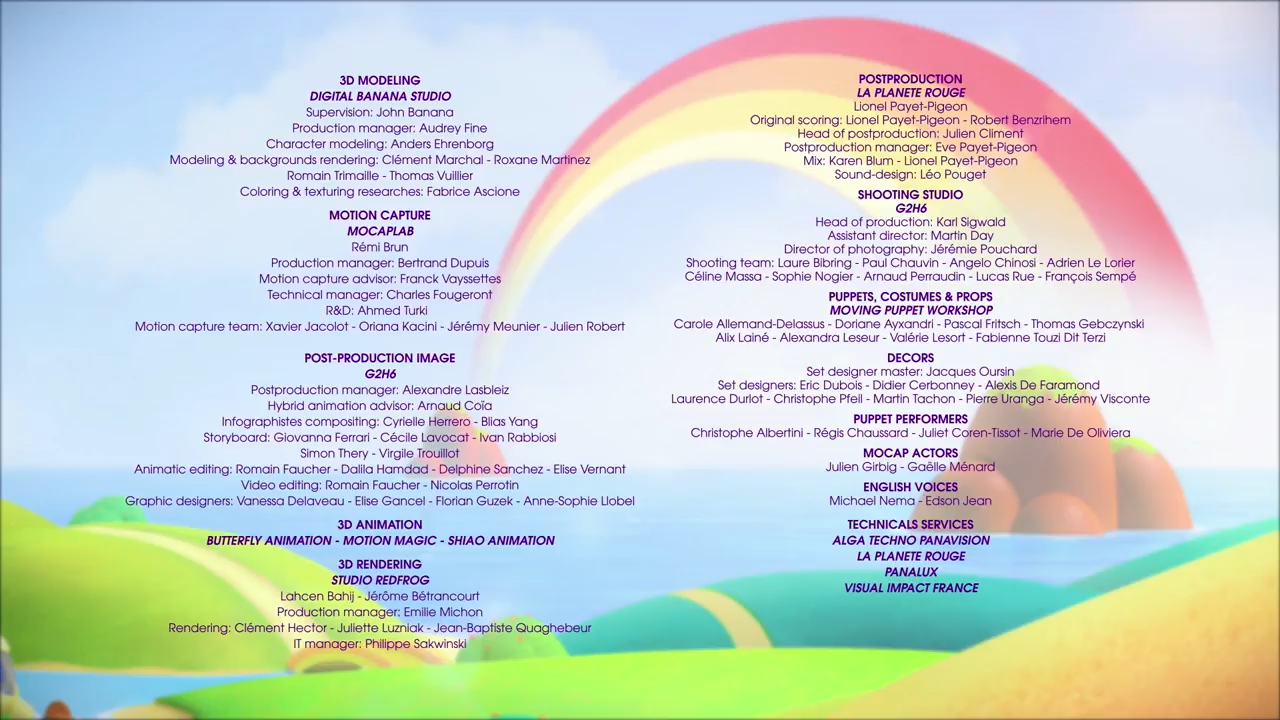 3D MODELING
DIGITAL BANANA STUDIO
Supervision: John Banana
Production manager: Audrey Fine
Character modeling: Anders Ehrenborg
Modeling & backgrounds rendering: Clément Marchal - Roxane Martinez
Romain Trimaille - Thomas Vuillier
Coloring & texturing researches: Fabrice Ascione
MOTION CAPTURE
MOCAPLAB
Rémi Brun
Production manager: Bertrand Dupuis
Motion capture advisor: Franck Vayssettes
Technical manager: Charles Fougeront
R&D: Ahmed Turki
Motion capture team: Xavier Jacolot - Oriana Kacini - Jérémy Meunier - Julien Robert
POST-PRODUCTION IMAGE
G2H6
Postproduction manager: Alexandre Lasbleiz
Hybrid animation advisor: Arnaud Coïa
Infographistes compositing: Cyrielle Herrero - Blias Yang
Storyboard: Giovanna Ferrari - Cécile Lavocat - Ivan Rabbiosi
Simon Thery - Virgile Trouillot
Animatic editing: Romain Faucher - Dalila Hamdad - Delphine Sanchez - Elise Vernant
Video editing: Romain Faucher - Nicolas Perrotin
Graphic designers: Vanessa Delaveau - Elise Gancel - Florian Guzek - Anne-Sophie Llobel
3D ANIMATION
BUTTERFLY ANIMATION - MOTION MAGIC - SHIAO ANIMATION
3D RENDERING
STUDIO REDFROG
Lahcen Bahij - Jérôme Bétrancourt
Production manager: Emilie Michon
Rendering: Clément Hector - Juliette Luzniak - Jean-Baptiste Quaghebeur
IT manager: Philippe Sakwinski
POSTPRODUCTION
LA PLANETE ROUGE
Lionel Payet-Pigeon
Original scoring: Lionel Payet-Pigeon - Robert Benzrihem
Head of postproduction: Julien Climent
Postproduction manager: Eve Payet-Pigeon
Mix: Karen Blum - Lionel Payet-Pigeon
Sound-design: Léo Pouget
SHOOTING STUDIO
G2H6
Head of production: Karl Sigwald
Assistant director: Martin Day
Director of photography: Jérémie Pouchard
Shooting team: Laure Bibring - Paul Chauvin - Angelo Chinosi - Adrien Le Lorier
Céline Massa - Sophie Nogier - Arnaud Perraudin - Lucas Rue - François Sempé
PUPPETS, COSTUMES & PROPS
MOVING PUPPET WORKSHOP
Carole Allemand-Delassus - Doriane Ayxandri - Pascal Fritsch - Thomas Gebczynski
Alix Lainé - Alexandra Leseur - Valérie Lesort - Fabienne Touzi Dit Terzi
DECORS
Set designer master: Jacques Oursin
Set designers: Eric Dubois - Didier Cerbonney - Alexis De Faramond
Laurence Durlot - Christophe Pfeil - Martin Tachon - Pierre Uranga - Jérémy Visconte
PUPPET PERFORMERS
Christophe Albertini - Régis Chaussard - Juliet Coren-Tissot - Marie De Oliviera
MOCAP ACTORS
Julien Girbig - Gaëlle Ménard
ENGLISH VOICES
Michael Nema - Edson Jean
TECHNICALS SERVICES
ALGA TECHNO PANAVISION
LA PLANETE ROUGE
PANALUX
VISUAL IMPACT FRANCE